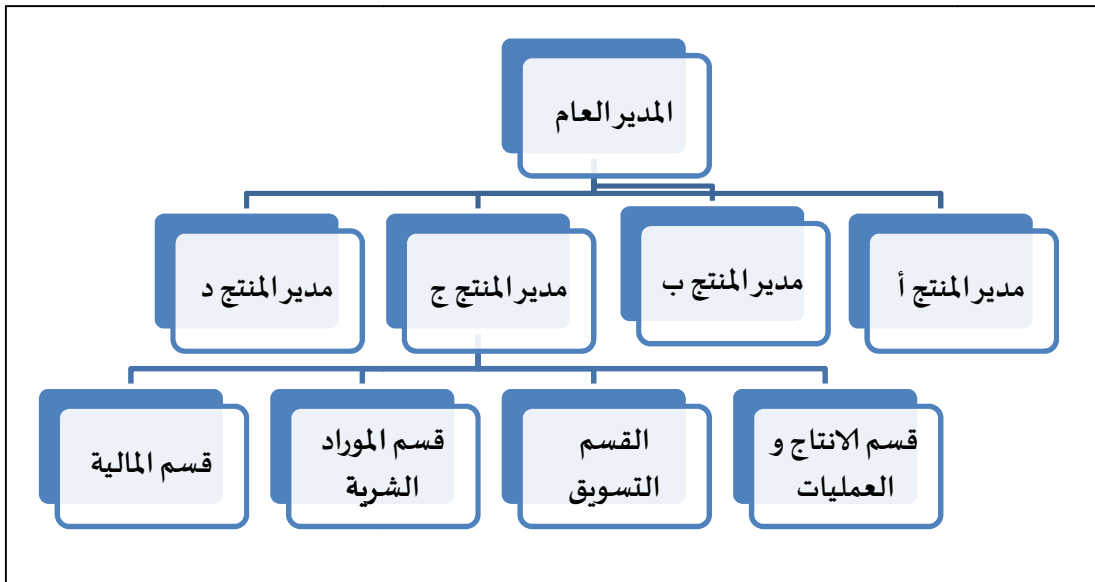 المدير العام
مدير المنتج أ
مدير المنتج ب
مدير المنتج ج
مدير المنتج د
قسم الانتاج و
العمليات
القسم
التسويق
قسم الموراد
الشرية
قسم المالية